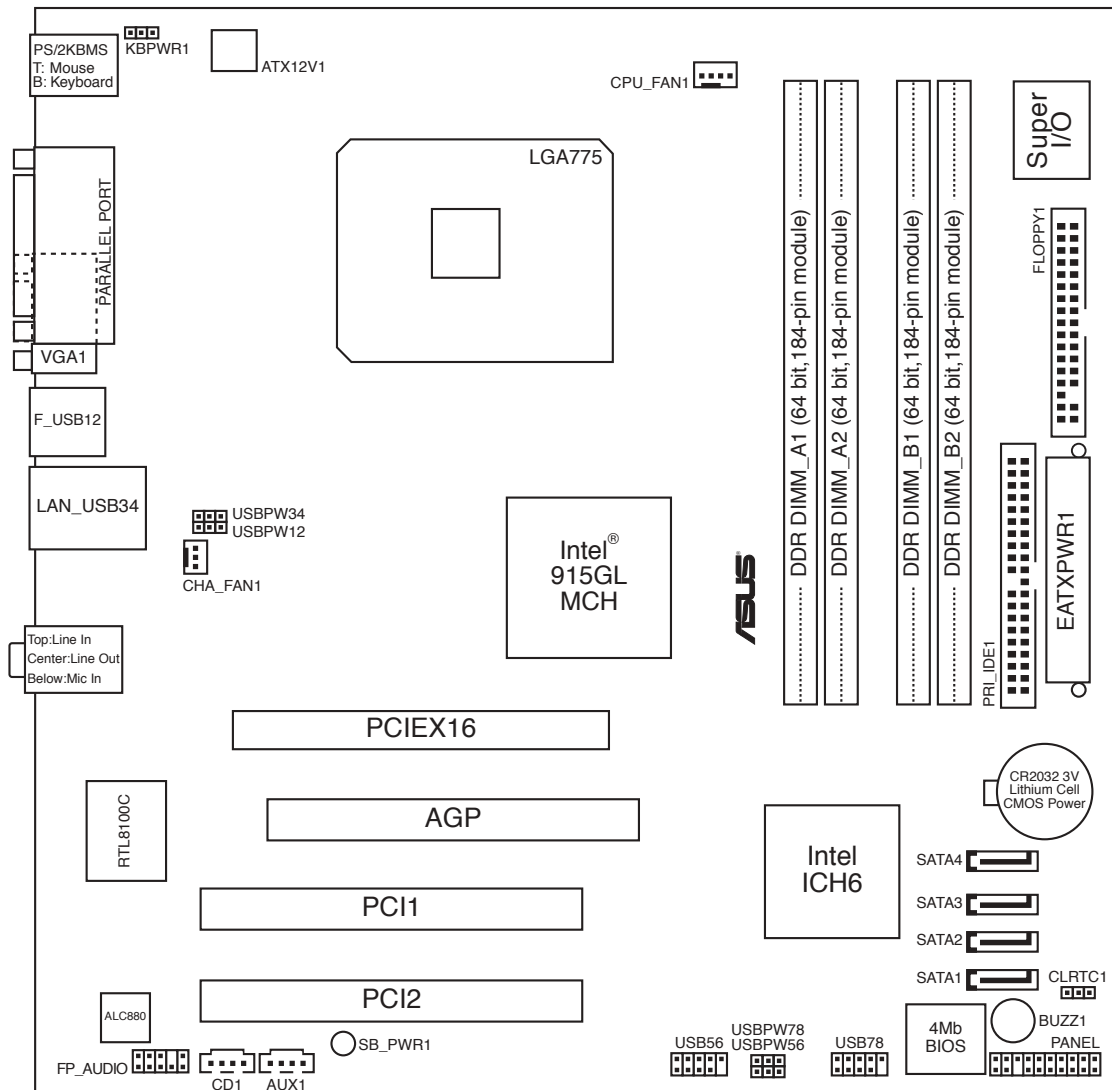 PS/2KBMS
T: Mouse
B: Keyboard
KBPWR1
ATX12V1
CPU_FAN1
LGA775
Super
I/O
PARALLEL PORT
VGA1
F_USB12
LAN_USB34
USBPW34
USBPW12
CHA_FAN1
Top:Line In
Center:Line Out
Below:Mic In
Intel®
915GL
MCH
ASUS®
DDR DIMM_A1 (64 bit,184-pin module)
DDR DIMM_A2 (64 bit,184-pin module)
DDR DIMM_B1 (64 bit,184-pin module)
DDR DIMM_B2 (64 bit,184-pin module)
FLOPPY1
PRI_IDE1
EATXPWR1
PCIEX16
AGP
PCI1
PCI2
RTL8100C
ALC880
Intel
ICH6
CR2032 3V
Lithium Cell
CMOS Power
SATA4
SATA3
SATA2
SATA1
CLRTC1
4Mb
BIOS
BUZZ1
PANEL
FP_AUDIO
CD1
AUX1
SB_PWR1
USB56
USBPW78
USBPW56
USB78